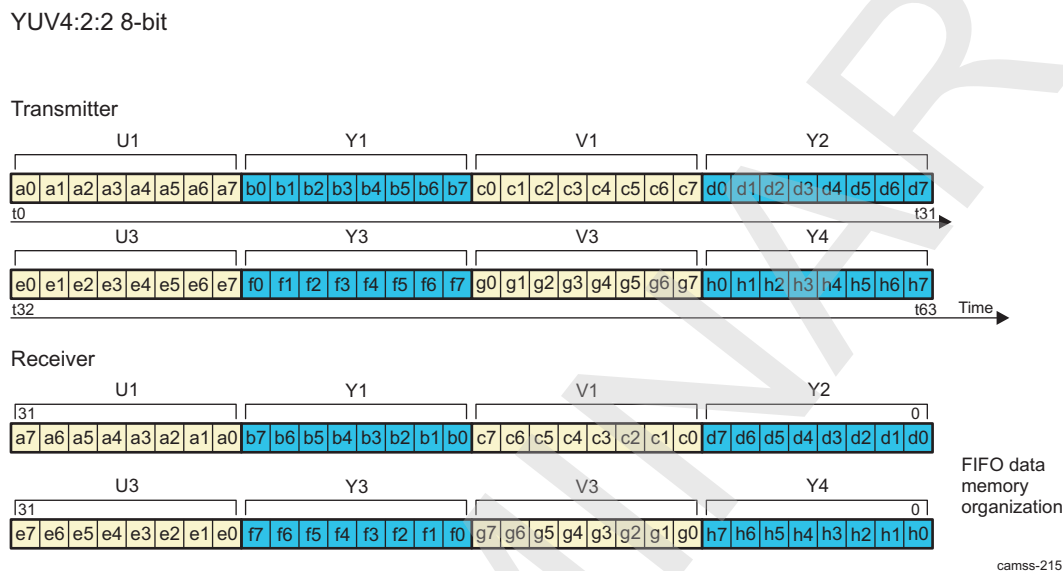 YUV4:2:2 8-bit
Transmitter
U1 Y1 V1 Y2
a0 a1 a2 a3 a4 a5 a6 a7 b0 b1 b2 b3 b4 b5 b6 b7 c0 c1 c2 c3 c4 c5 c6 c7 d0 d1 d2 d3 d4 d5 d6 d7
t0 t31
U3 Y3 V3 Y4
e0 e1 e2 e3 e4 e5 e6 e7 f0 f1 f2 f3 f4 f5 f6 f7 g0 g1 g2 g3 g4 g5 g6 g7 h0 h1 h2 h3 h4 h5 h6 h7
t32 t63 Time
Receiver
U1 Y1 V1 Y2
31 0
a7 a6 a5 a4 a3 a2 a1 a0 b7 b6 b5 b4 b3 b2 b1 b0 c7 c6 c5 c4 c3 c2 c1 c0 d7 d6 d5 d4 d3 d2 d1 d0
U3 Y3 V3 Y4
31 0
e7 e6 e5 e4 e3 e2 e1 e0 f7 f6 f5 f4 f3 f2 f1 f0 g7 g6 g5 g4 g3 g2 g1 g0 h7 h6 h5 h4 h3 h2 h1 h0
FIFO data
memory
organization
camss-215